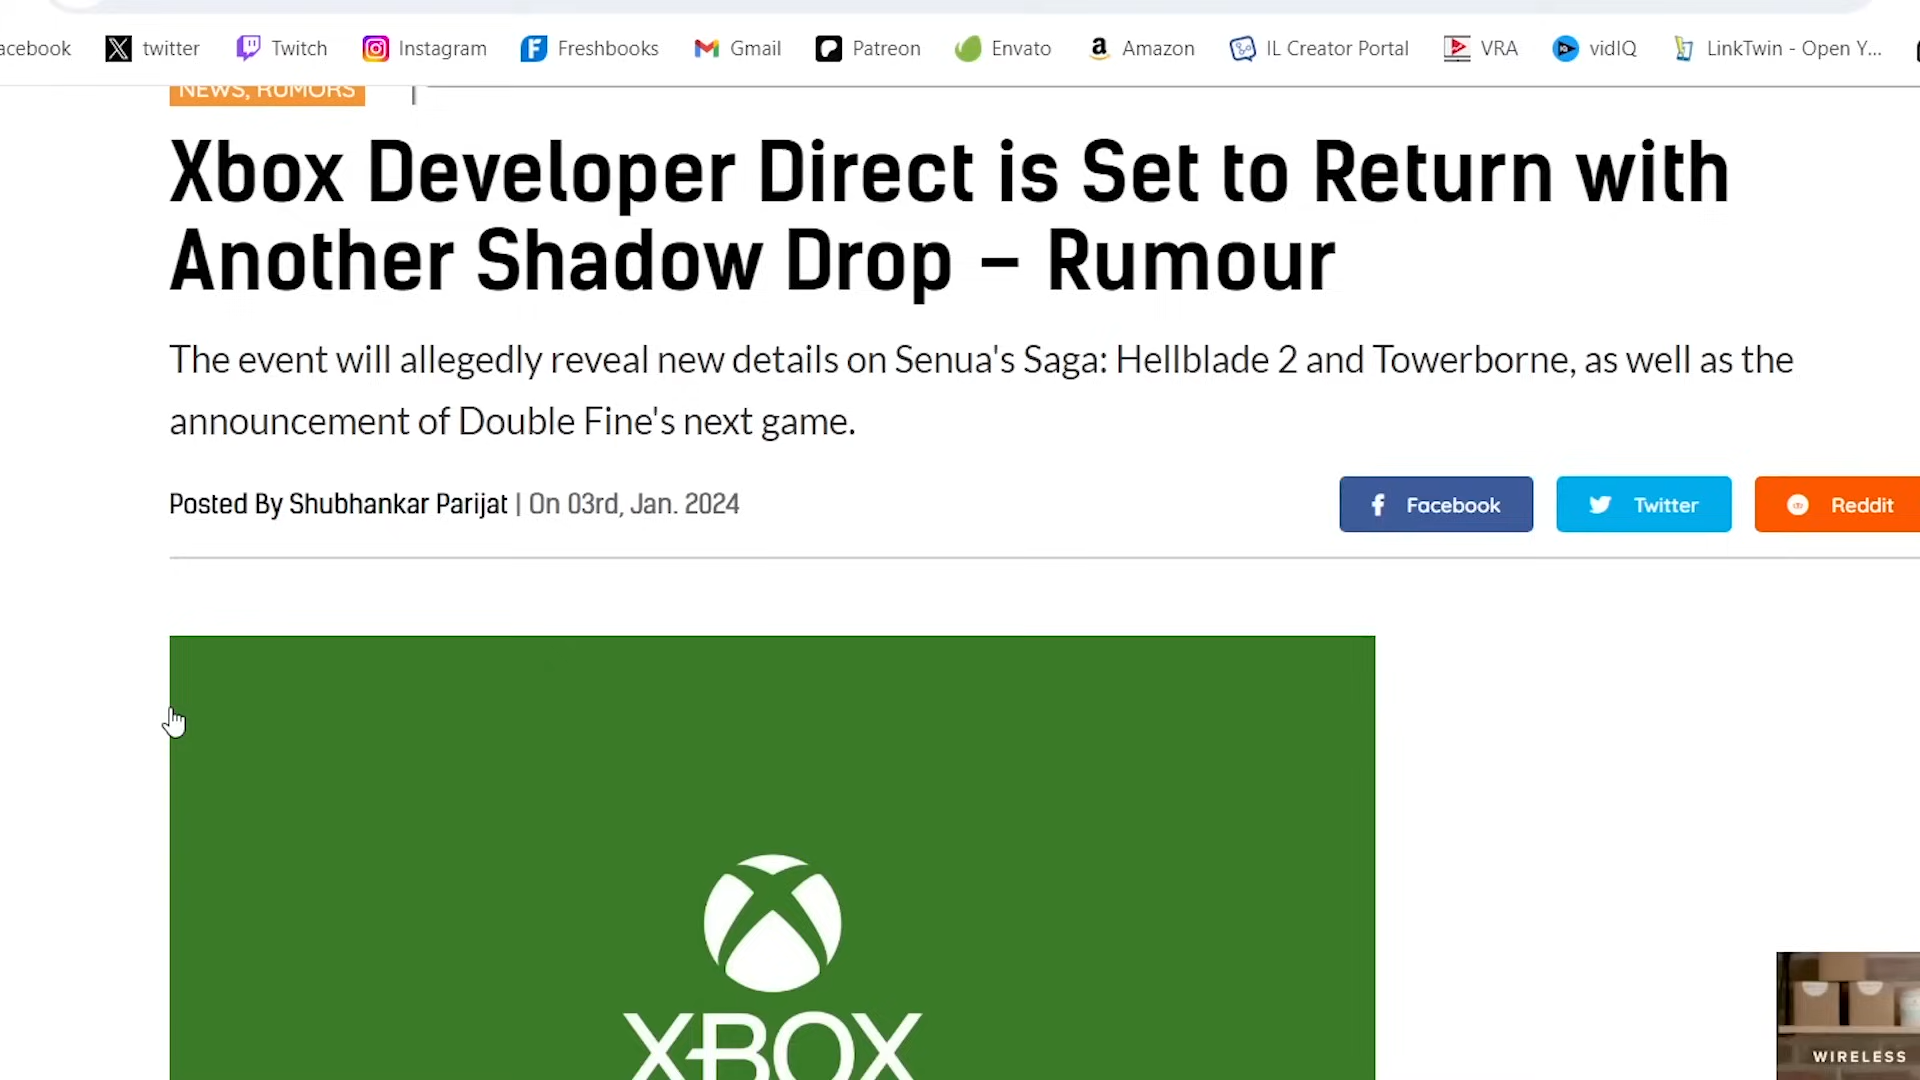 acebook twitter Twitch Instagram Freshbooks Gmail Patreon Envato Amazon IL Creator Portal VRA vidIQ LinkTwin - Open Y...
NEWS, RUMORS
Xbox Developer Direct is Set to Return with
Another Shadow Drop – Rumour
The event will allegedly reveal new details on Senua's Saga: Hellblade 2 and Towerborne, as well as the
announcement of Double Fine's next game.
Posted By Shubhankar Parijat | On 03rd, Jan. 2024
Facebook Twitter Reddit
XBOX
WIRELESS